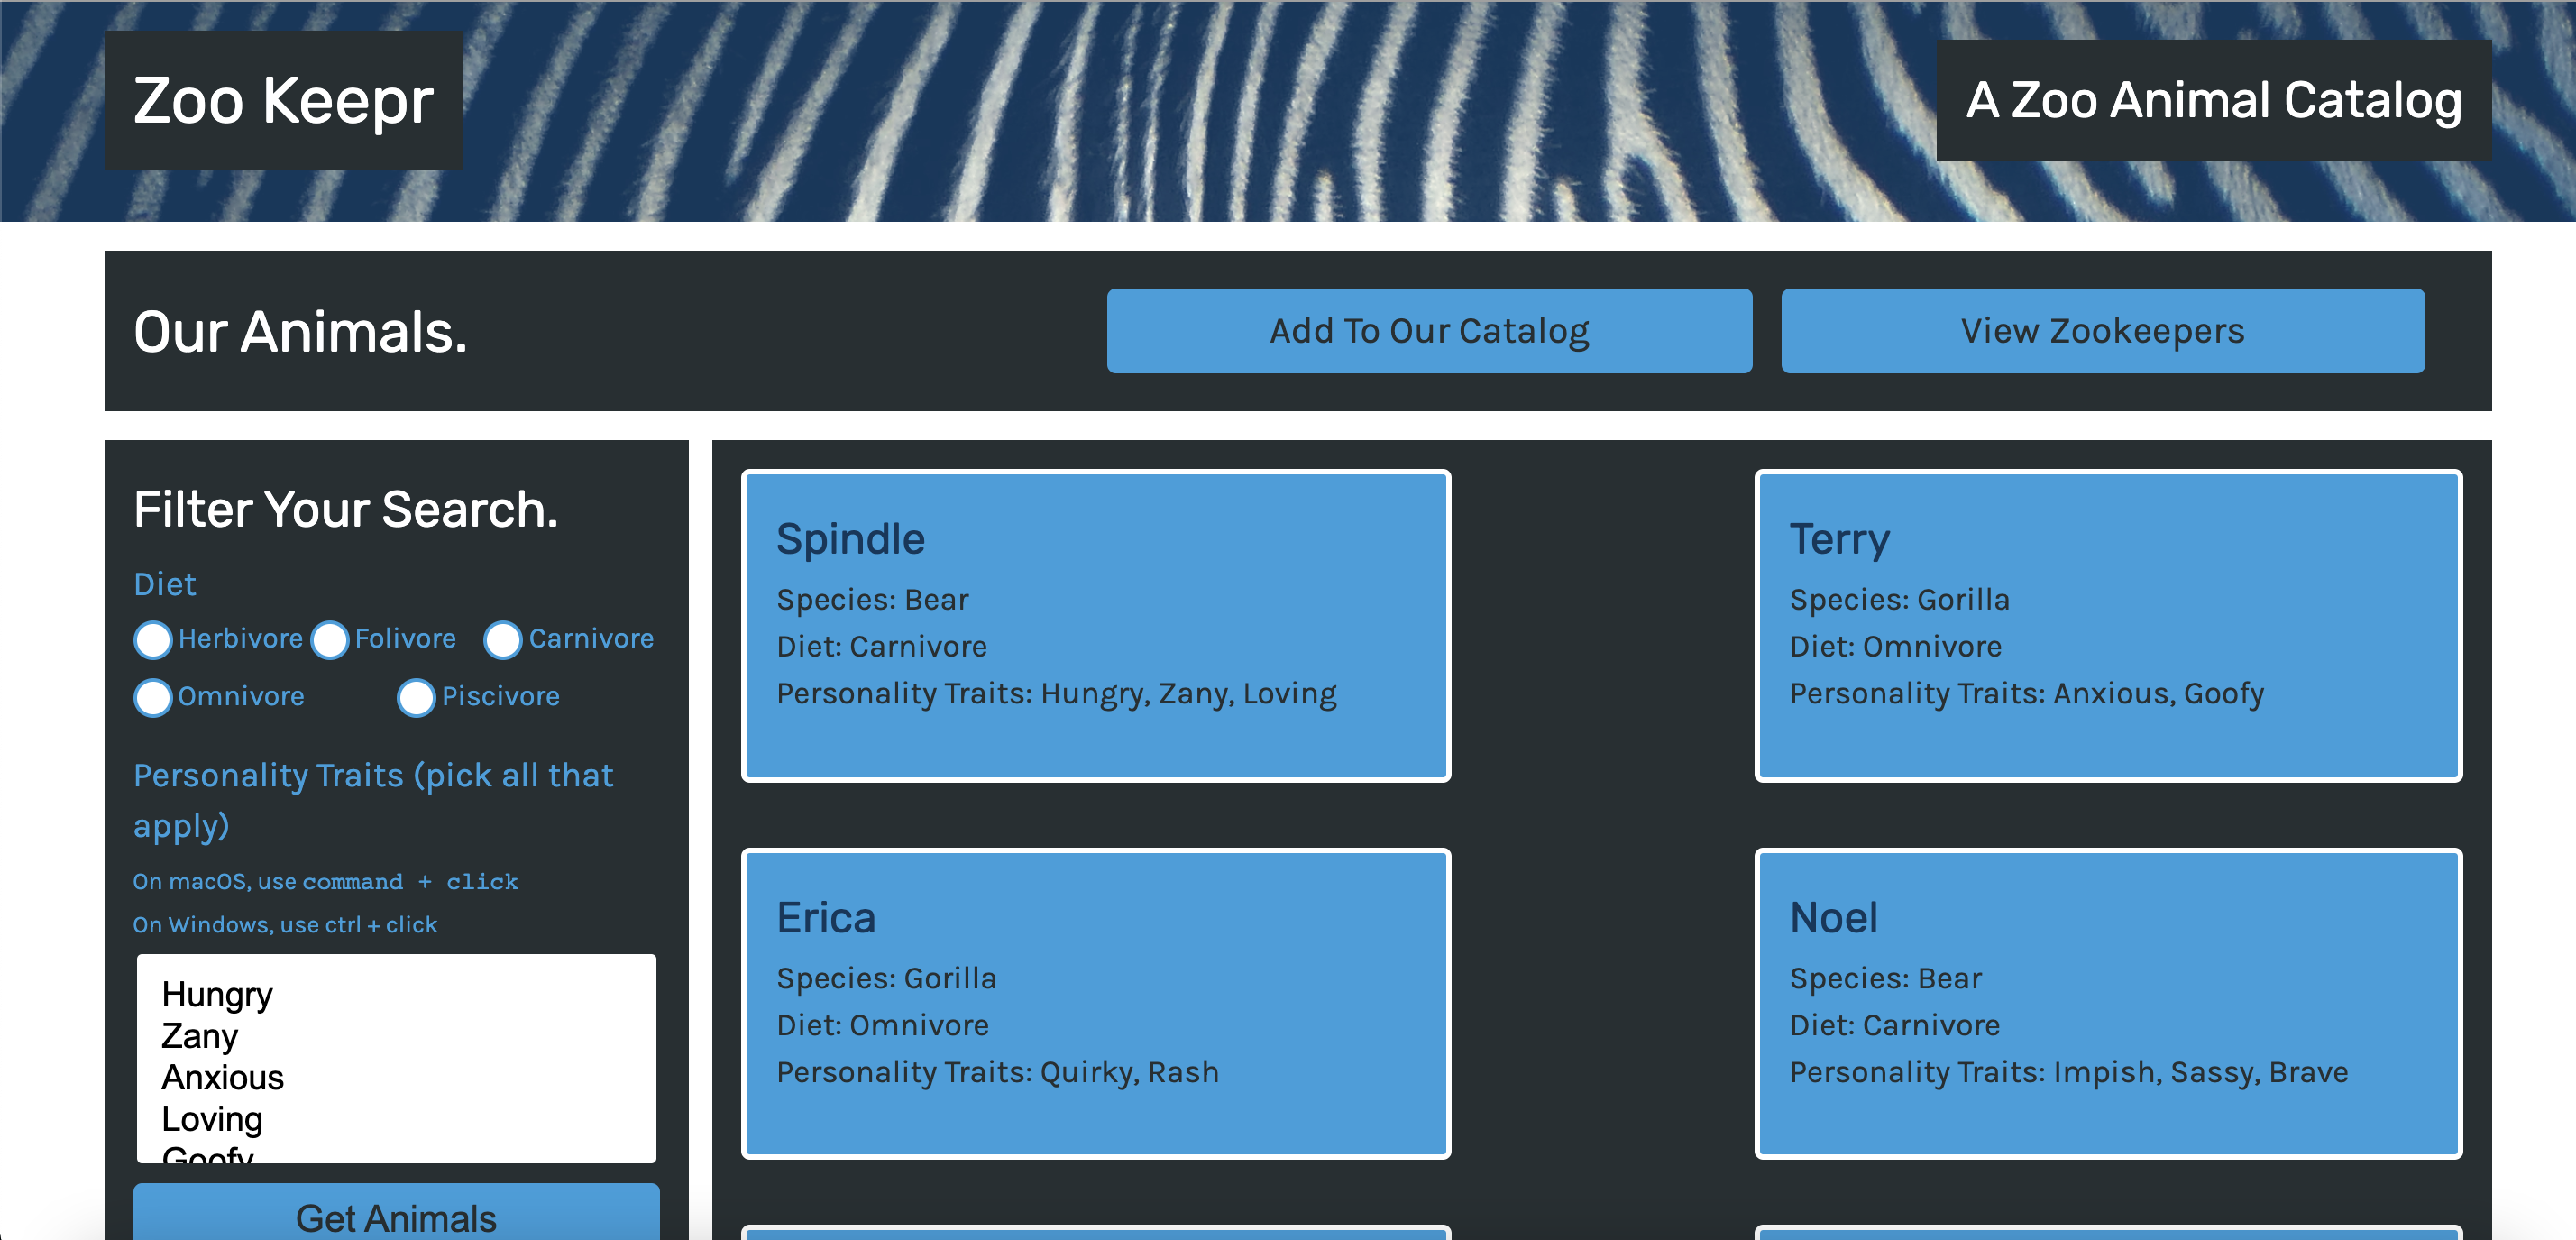 Zoo Keepr
A Zoo Animal Catalog
Our Animals.
Add To Our Catalog
View Zookeepers
Filter Your Search.
Diet
Herbivore Folivore Carnivore
Omnivore Piscivore
Personality Traits (pick all that
apply)
On macOS, use command + click
On Windows, use ctrl + click
Hungry
Zany
Anxious
Loving
Goofy
Get Animals
Spindle
Species: Bear
Diet: Carnivore
Personality Traits: Hungry, Zany, Loving
Terry
Species: Gorilla
Diet: Omnivore
Personality Traits: Anxious, Goofy
Erica
Species: Gorilla
Diet: Omnivore
Personality Traits: Quirky, Rash
Noel
Species: Bear
Diet: Carnivore
Personality Traits: Impish, Sassy, Brave